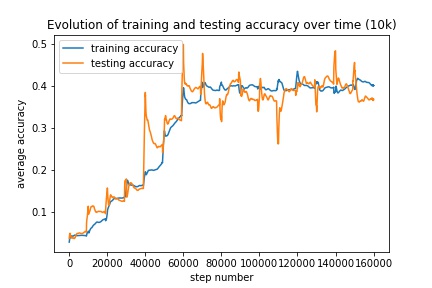 Evolution of training and testing accuracy over time (10k)
training accuracy
testing accuracy
average accuracy
0.5
0.4
0.3
0.2
0.1
0 20000 40000 60000 80000 100000 120000 140000 160000
step number